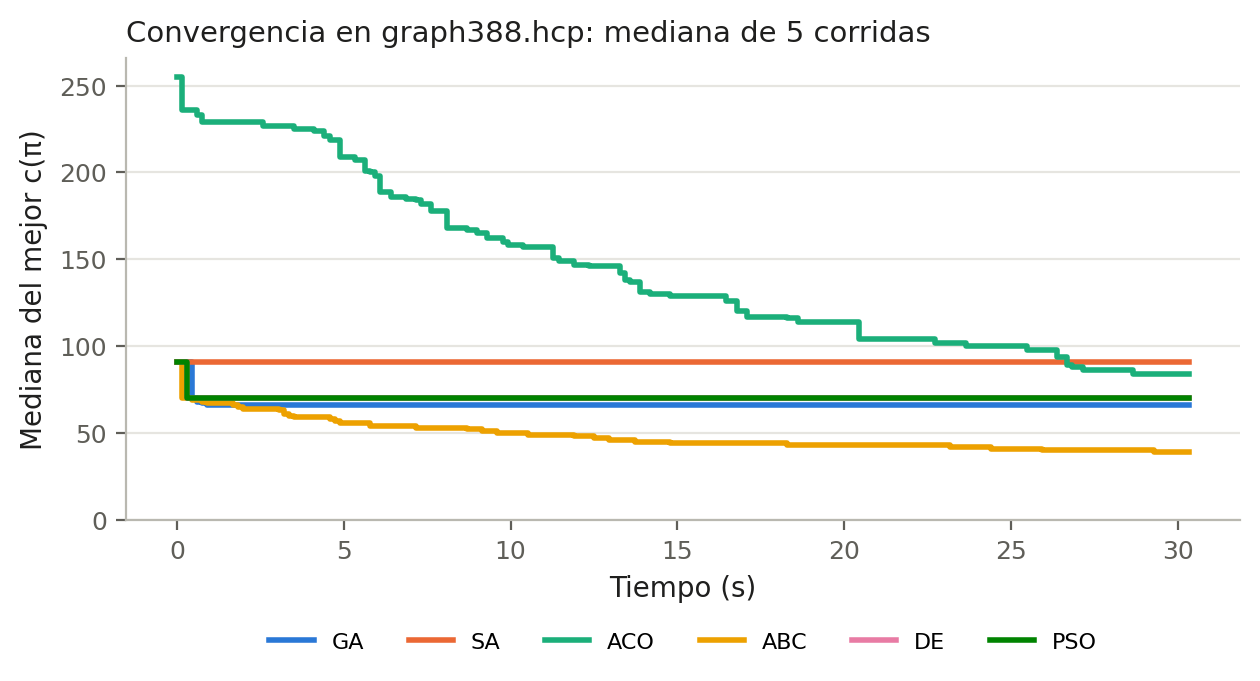 Convergencia en graph388.hcp: mediana de 5 corridas
Mediana del mejor c(π)
250
200
150
100
50
0
0 5 10 15 20 25 30
Tiempo (s)
GA SA ACO ABC DE PSO